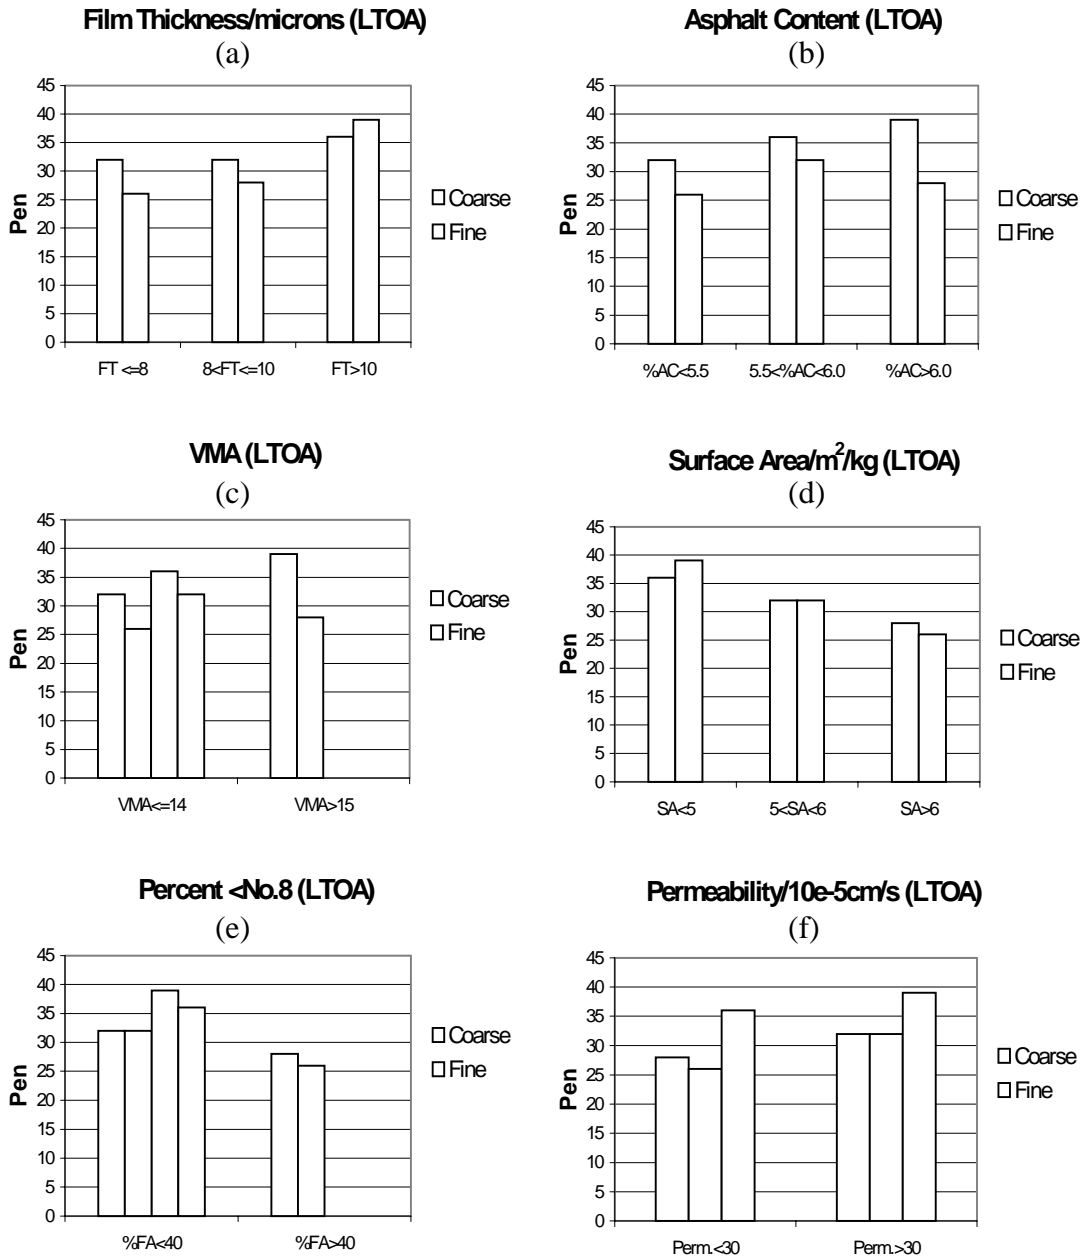 Film Thickness/microns (LTOA)
(a)
45
40
35
30
25
20
15
10
5
0
Pen
FT <=8
8<FT<=10
FT>10
Coarse
Fine
Asphalt Content (LTOA)
(b)
45
40
35
30
25
20
15
10
5
0
Pen
%AC<5.5
5.5<%AC<6.0
%AC>6.0
Coarse
Fine
VMA (LTOA)
(c)
45
40
35
30
25
20
15
10
5
0
Pen
VMA<=14
VMA>15
Coarse
Fine
Surface Area/m²/kg (LTOA)
(d)
45
40
35
30
25
20
15
10
5
0
Pen
SA<5
5<SA<6
SA>6
Coarse
Fine
Percent <No.8 (LTOA)
(e)
45
40
35
30
25
20
15
10
5
0
Pen
%FA<40
%FA>40
Coarse
Fine
Permeability/10e-5cm/s (LTOA)
(f)
45
40
35
30
25
20
15
10
5
0
Pen
Perm.<30
Perm.>30
Coarse
Fine